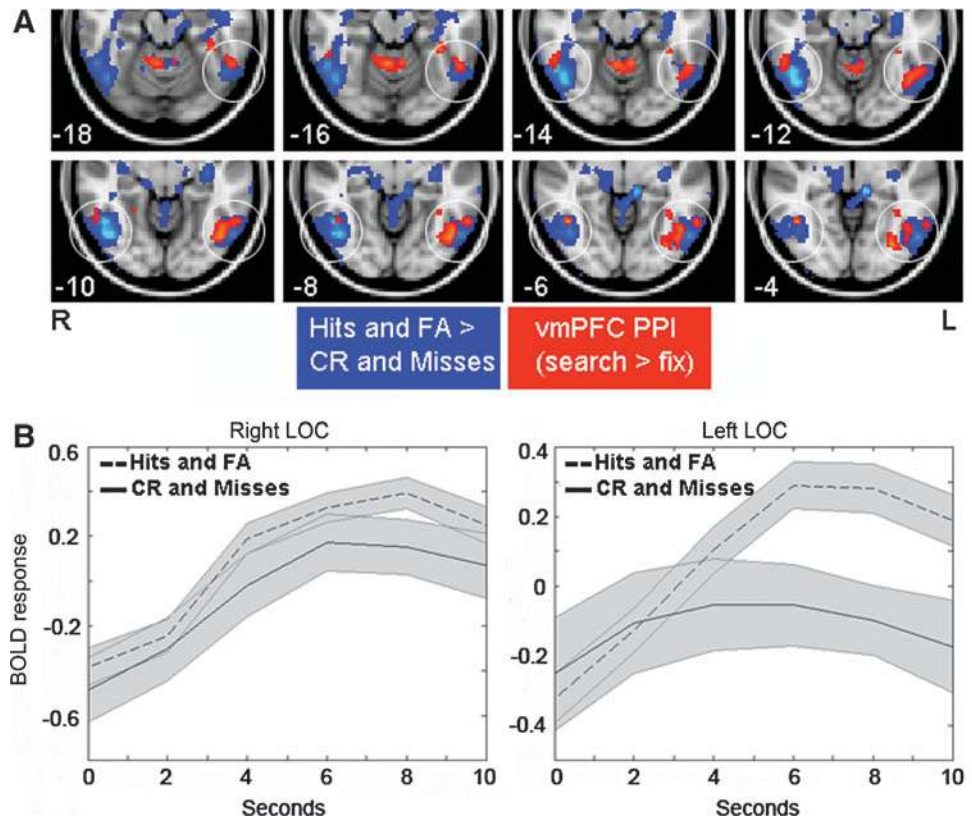 A
-18
-16
-14
-12
-10
-8
-6
-4
R
L
Hits and FA >
CR and Misses
vmPFC PPI
(search > fix)
B
Right LOC
Left LOC
BOLD response
0.6
0.2
-0.2
-0.6
Hits and FA
CR and Misses
0 2 4 6 8 10
Seconds
0.4
0.2
0
-0.2
-0.4
Hits and FA
CR and Misses
0 2 4 6 8 10
Seconds